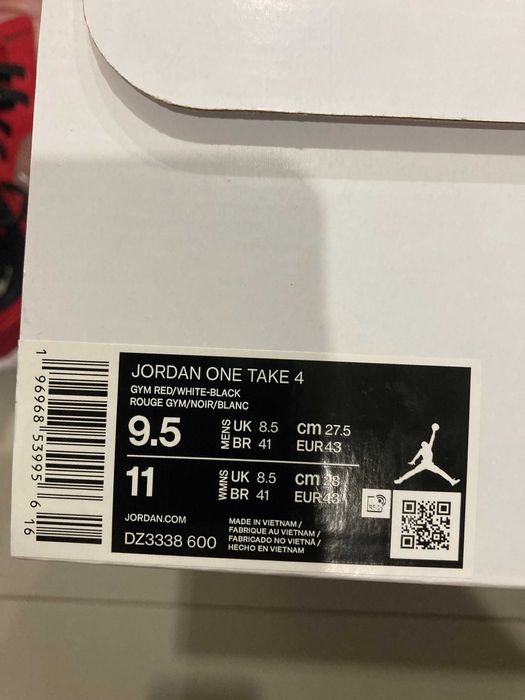 JORDAN ONE TAKE 4
GYM RED/WHITE-BLACK
ROUGE GYM/NOIR/BLANC
9.5 MENS UK 8.5 cm 27.5
BR 41 EUR 43
11 WMNS UK 8.5 cm 28
BR 41 EUR 43
JORDAN.COM
DZ3338 600
MADE IN VIETNAM /
FABRIQUE AU VIETNAM /
FABRICADO NO VIETNÃ /
HECHO EN VIETNAM
RFID
1 96968 53995 6 16